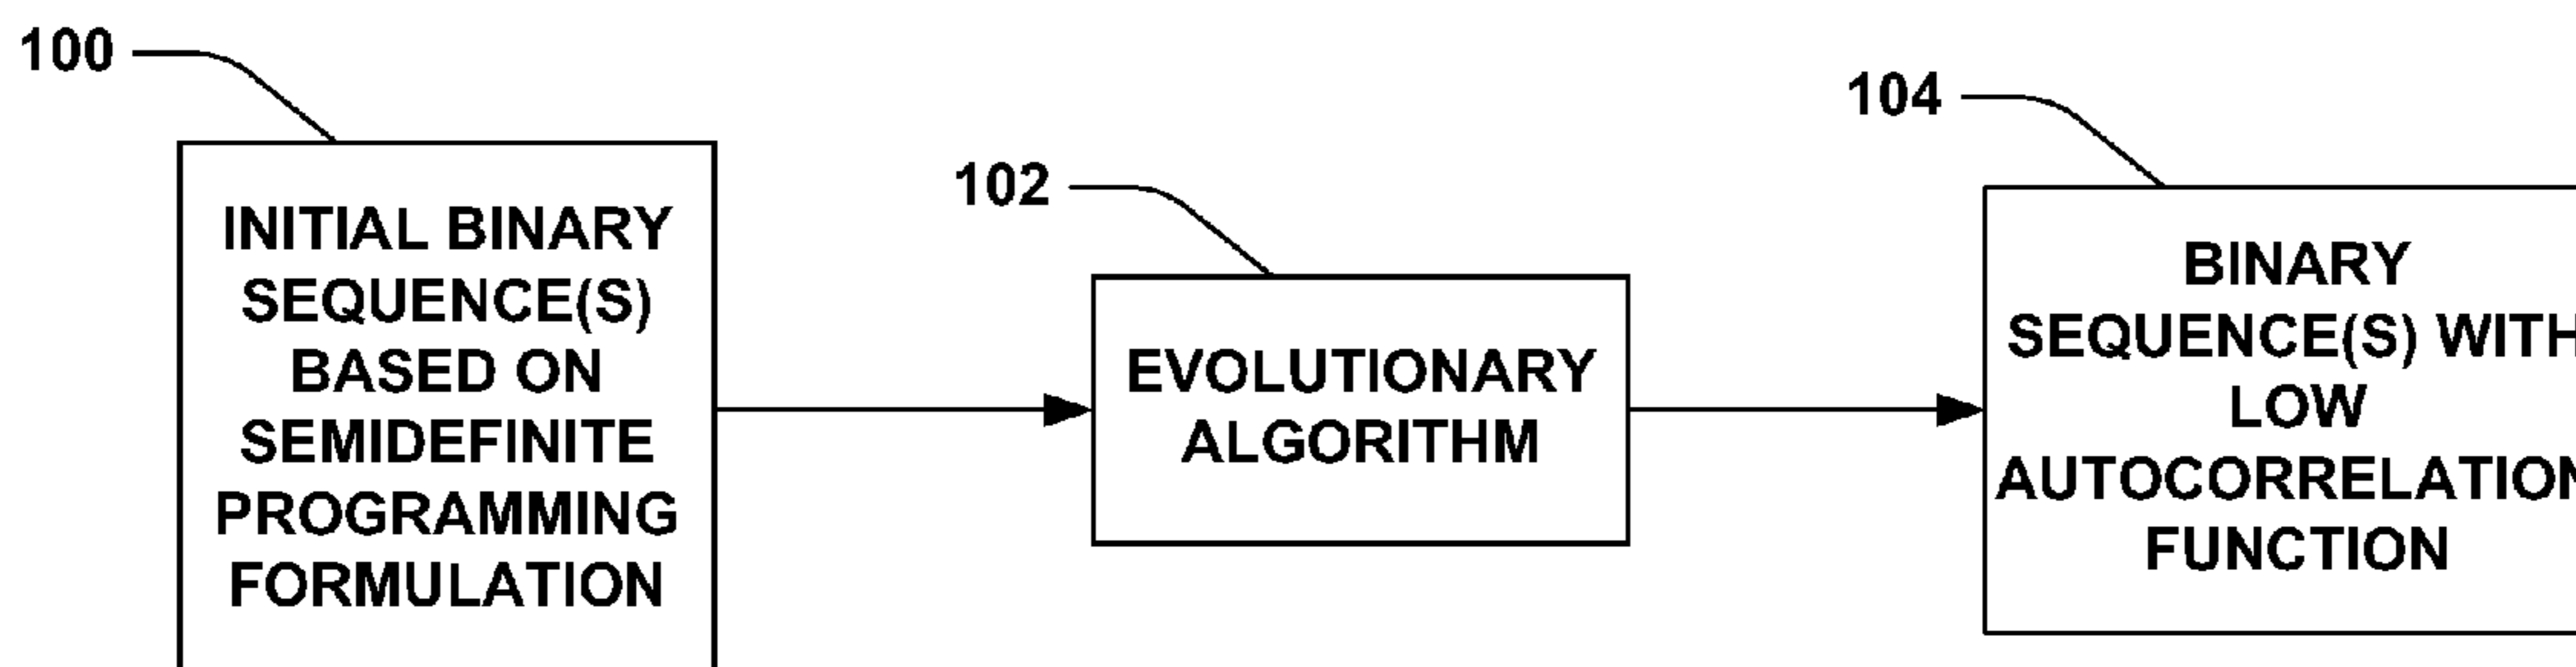 100
INITIAL BINARY
SEQUENCE(S)
BASED ON
SEMIDEFINITE
PROGRAMMING
FORMULATION
102
EVOLUTIONARY
ALGORITHM
104
BINARY
SEQUENCE(S) WITH
LOW
AUTOCORRELATION
FUNCTION